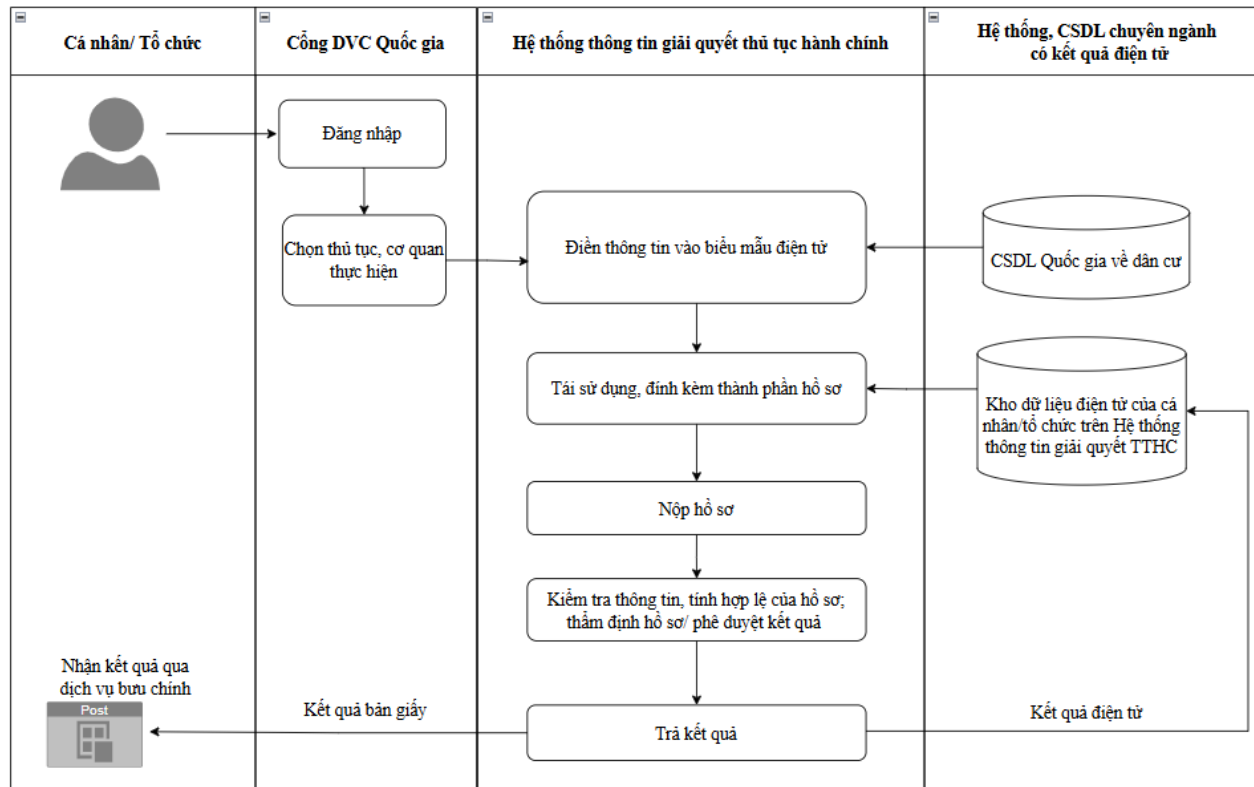 Cá nhân/ Tổ chức
Cổng DVC Quốc gia
Hệ thống thông tin giải quyết thủ tục hành chính
Hệ thống, CSDL chuyên ngành
có kết quả điện tử
Đăng nhập
Chọn thủ tục, cơ quan
thực hiện
Điền thông tin vào biểu mẫu điện tử
CSDL Quốc gia về dân cư
Tái sử dụng, đính kèm thành phần hồ sơ
Kho dữ liệu điện tử của cá
nhân/tổ chức trên Hệ thống
thông tin giải quyết TTHC
Nộp hồ sơ
Kiểm tra thông tin, tính hợp lệ của hồ sơ;
thẩm định hồ sơ/ phê duyệt kết quả
Nhận kết quả qua
dịch vụ bưu chính
Post
Kết quả bản giấy
Trả kết quả
Kết quả điện tử